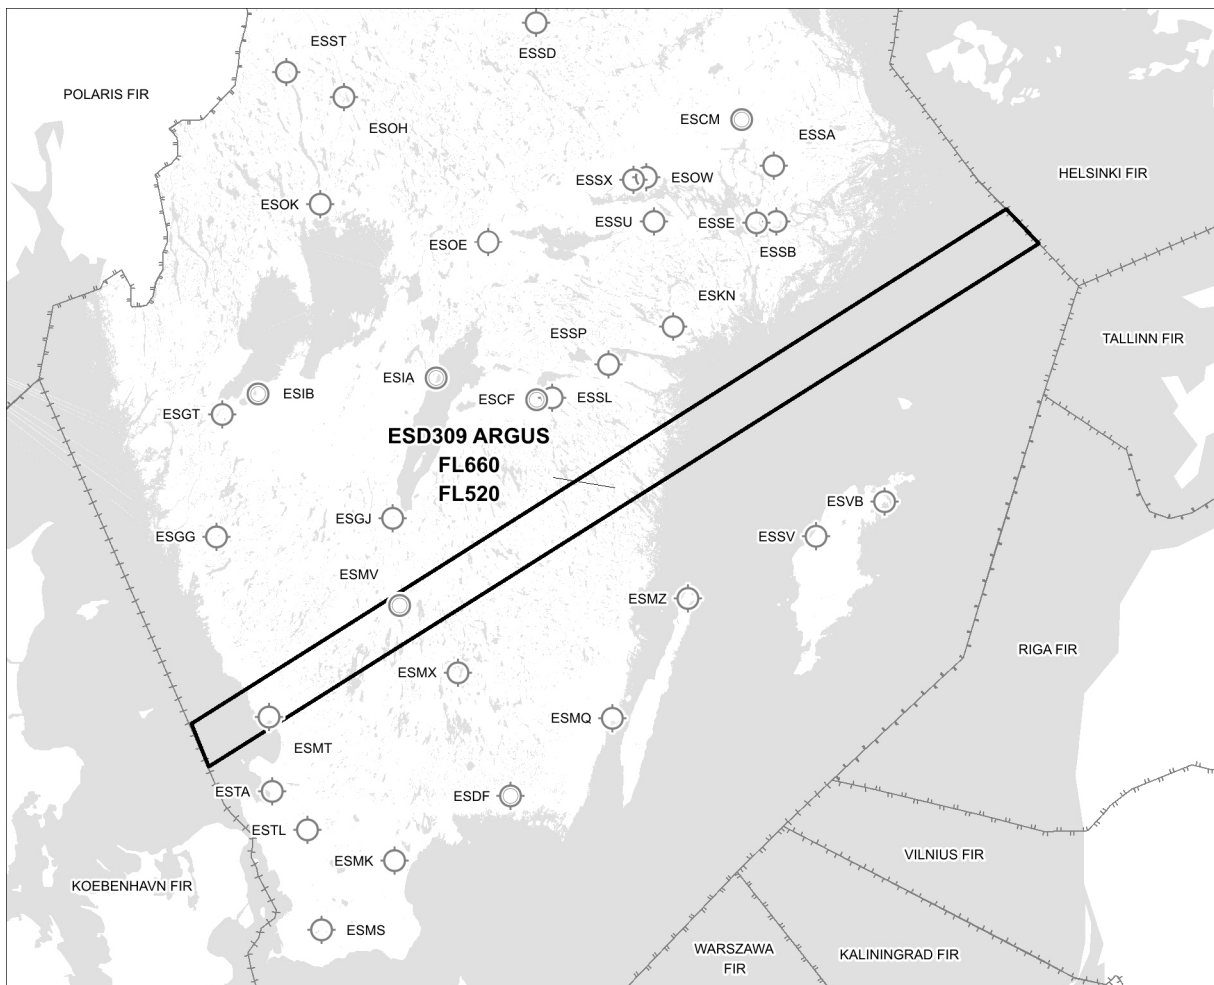 ESST
ESSD
POLARIS FIR
ESOH
ESCM
ESSA
HELSINKI FIR
ESSX
ESOW
ESOK
ESSU
ESSE
ESOE
ESSB
ESKN
ESSP
TALLINN FIR
ESIA
ESIB
ESCF
ESSL
ESGT
ESD309 ARGUS
FL660
FL520
ESVB
ESGJ
ESGG
ESSV
ESMV
ESMZ
RIGA FIR
ESMX
ESMQ
ESMT
ESTA
ESDF
ESTL
VILNIUS FIR
ESMK
KOEBENHAVN FIR
ESMS
WARSZAWA
FIR
KALININGRAD FIR